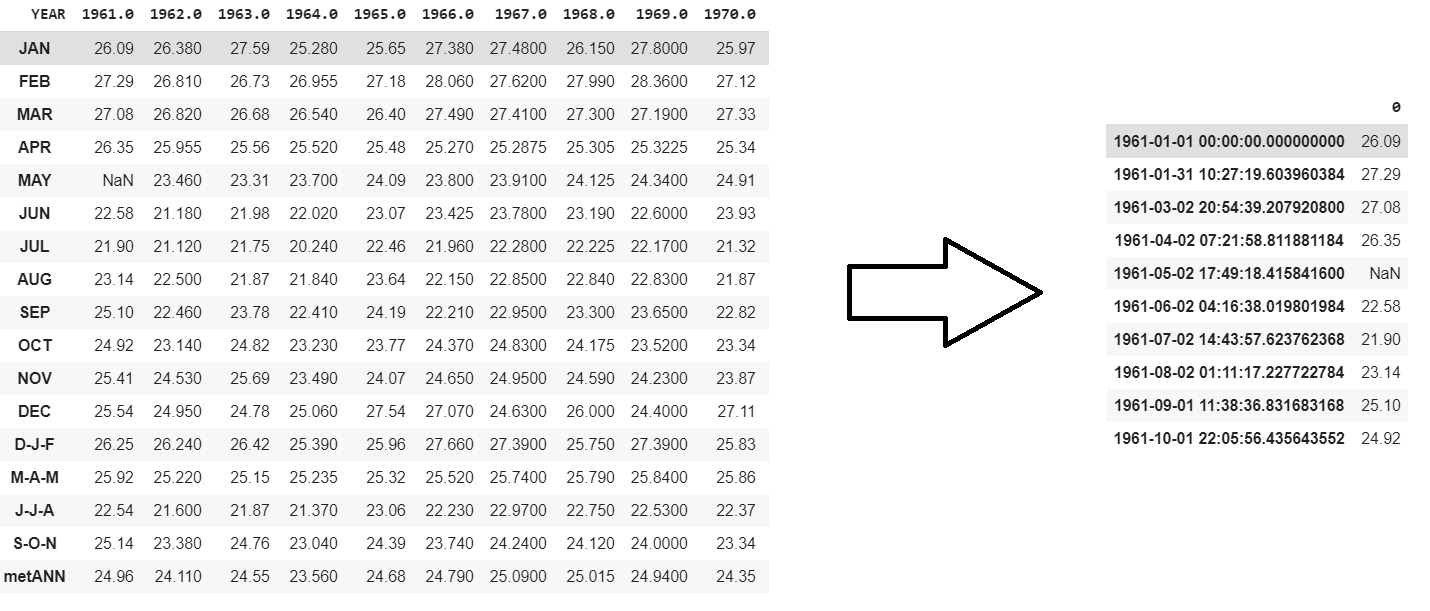 YEAR 1961.0 1962.0 1963.0 1964.0 1965.0 1966.0 1967.0 1968.0 1969.0 1970.0
JAN 26.09 26.380 27.59 25.280 25.65 27.380 27.4800 26.150 27.8000 25.97
FEB 27.29 26.810 26.73 26.955 27.18 28.060 27.6200 27.990 28.3600 27.12
MAR 27.08 26.820 26.68 26.540 26.40 27.490 27.4100 27.300 27.1900 27.33
APR 26.35 25.955 25.56 25.520 25.48 25.270 25.2875 25.305 25.3225 25.34
MAY NaN 23.460 23.31 23.700 24.09 23.800 23.9100 24.125 24.3400 24.91
JUN 22.58 21.180 21.98 22.020 23.07 23.425 23.7800 23.190 22.6000 23.93
JUL 21.90 21.120 21.75 20.240 22.46 21.960 22.2800 22.225 22.1700 21.32
AUG 23.14 22.500 21.87 21.840 23.64 22.150 22.8500 22.840 22.8300 21.87
SEP 25.10 22.460 23.78 22.410 24.19 22.210 22.9500 23.300 23.6500 22.82
OCT 24.92 23.140 24.82 23.230 23.77 24.370 24.8300 24.175 23.5200 23.34
NOV 25.41 24.530 25.69 23.490 24.07 24.650 24.9500 24.590 24.2300 23.87
DEC 25.54 24.950 24.78 25.060 27.54 27.070 24.6300 26.000 24.4000 27.11
D-J-F 26.25 26.240 26.42 25.390 25.96 27.660 27.3900 25.750 27.3900 25.83
M-A-M 25.92 25.220 25.15 25.235 25.32 25.520 25.7400 25.790 25.8400 25.86
J-J-A 22.54 21.600 21.87 21.370 23.06 22.230 22.9700 22.750 22.5300 22.37
S-O-N 25.14 23.380 24.76 23.040 24.39 23.740 24.2400 24.120 24.0000 23.34
metANN 24.96 24.110 24.55 23.560 24.68 24.790 25.0900 25.015 24.9400 24.35
0
1961-01-01 00:00:00.000000000 26.09
1961-01-31 10:27:19.603960384 27.29
1961-03-02 20:54:39.207920800 27.08
1961-04-02 07:21:58.811881184 26.35
1961-05-02 17:49:18.415841600 NaN
1961-06-02 04:16:38.019801984 22.58
1961-07-02 14:43:57.623762368 21.90
1961-08-02 01:11:17.227722784 23.14
1961-09-01 11:38:36.831683168 25.10
1961-10-01 22:05:56.435643552 24.92